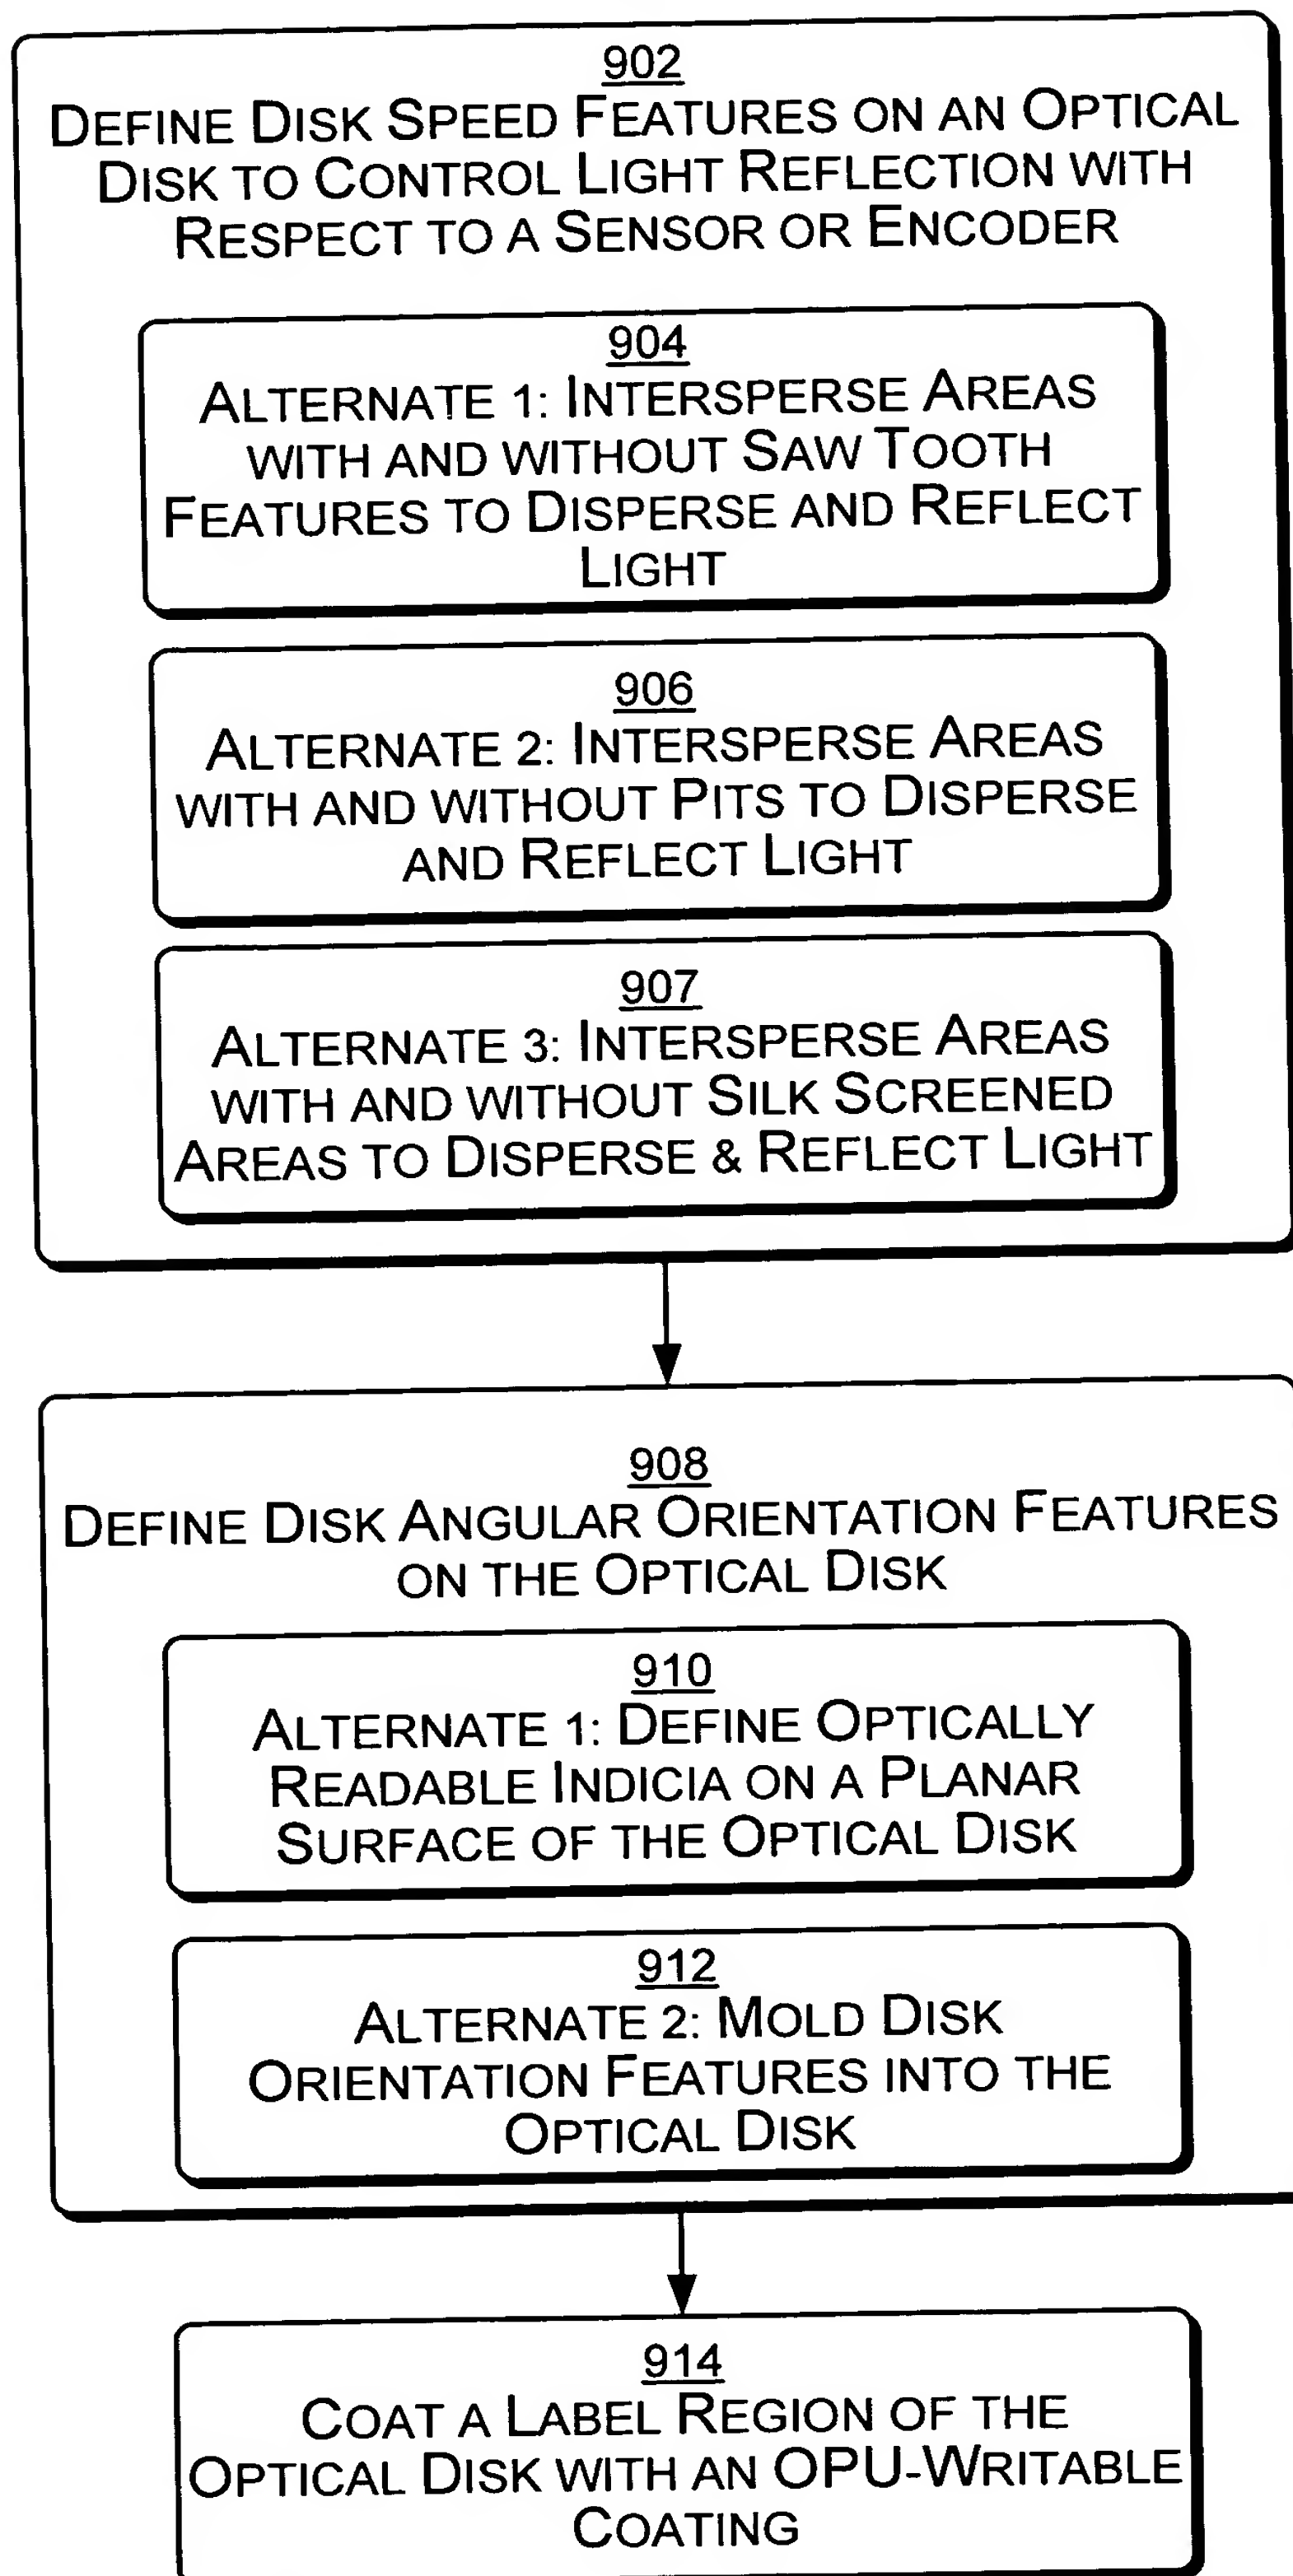 902
DEFINE DISK SPEED FEATURES ON AN OPTICAL
DISK TO CONTROL LIGHT REFLECTION WITH
RESPECT TO A SENSOR OR ENCODER
904
ALTERNATE 1: INTERSPERSE AREAS
WITH AND WITHOUT SAW TOOTH
FEATURES TO DISPERSE AND REFLECT
LIGHT
906
ALTERNATE 2: INTERSPERSE AREAS
WITH AND WITHOUT PITS TO DISPERSE
AND REFLECT LIGHT
907
ALTERNATE 3: INTERSPERSE AREAS
WITH AND WITHOUT SILK SCREENED
AREAS TO DISPERSE & REFLECT LIGHT
908
DEFINE DISK ANGULAR ORIENTATION FEATURES
ON THE OPTICAL DISK
910
ALTERNATE 1: DEFINE OPTICALLY
READABLE INDICIA ON A PLANAR
SURFACE OF THE OPTICAL DISK
912
ALTERNATE 2: MOLD DISK
ORIENTATION FEATURES INTO THE
OPTICAL DISK
914
COAT A LABEL REGION OF THE
OPTICAL DISK WITH AN OPU-WRITABLE
COATING